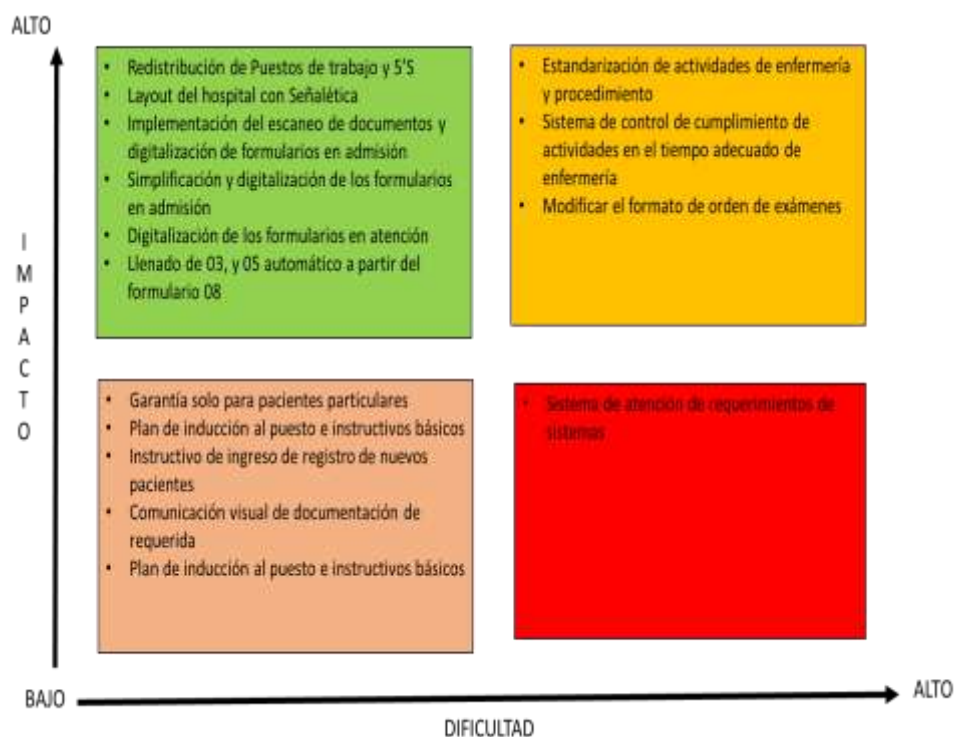 ALTO
• Redistribución de Puestos de trabajo y 5'S
• Layout del hospital con Señalética
• Implementación del escaneo de documentos y
digitalización de formularios en admisión
• Simplificación y digitalización de los formularios
en admisión
• Digitalización de los formularios en atención
• Llenado de 03, y 05 automático a partir del
formulario 08
• Estandarización de actividades de enfermería
y procedimiento
• Sistema de control de cumplimiento de
actividades en el tiempo adecuado de
enfermería
• Modificar el formato de orden de exámenes
I
M
P
A
C
T
O
• Garantía solo para pacientes particulares
• Plan de inducción al puesto e instructivos básicos
• Instructivo de ingreso de registro de nuevos
pacientes
• Comunicación visual de documentación de
requerida
• Plan de inducción al puesto e instructivos básicos
• Sistema de atención de requerimientos de
sistemas
BAJO
ALTO
DIFICULTAD